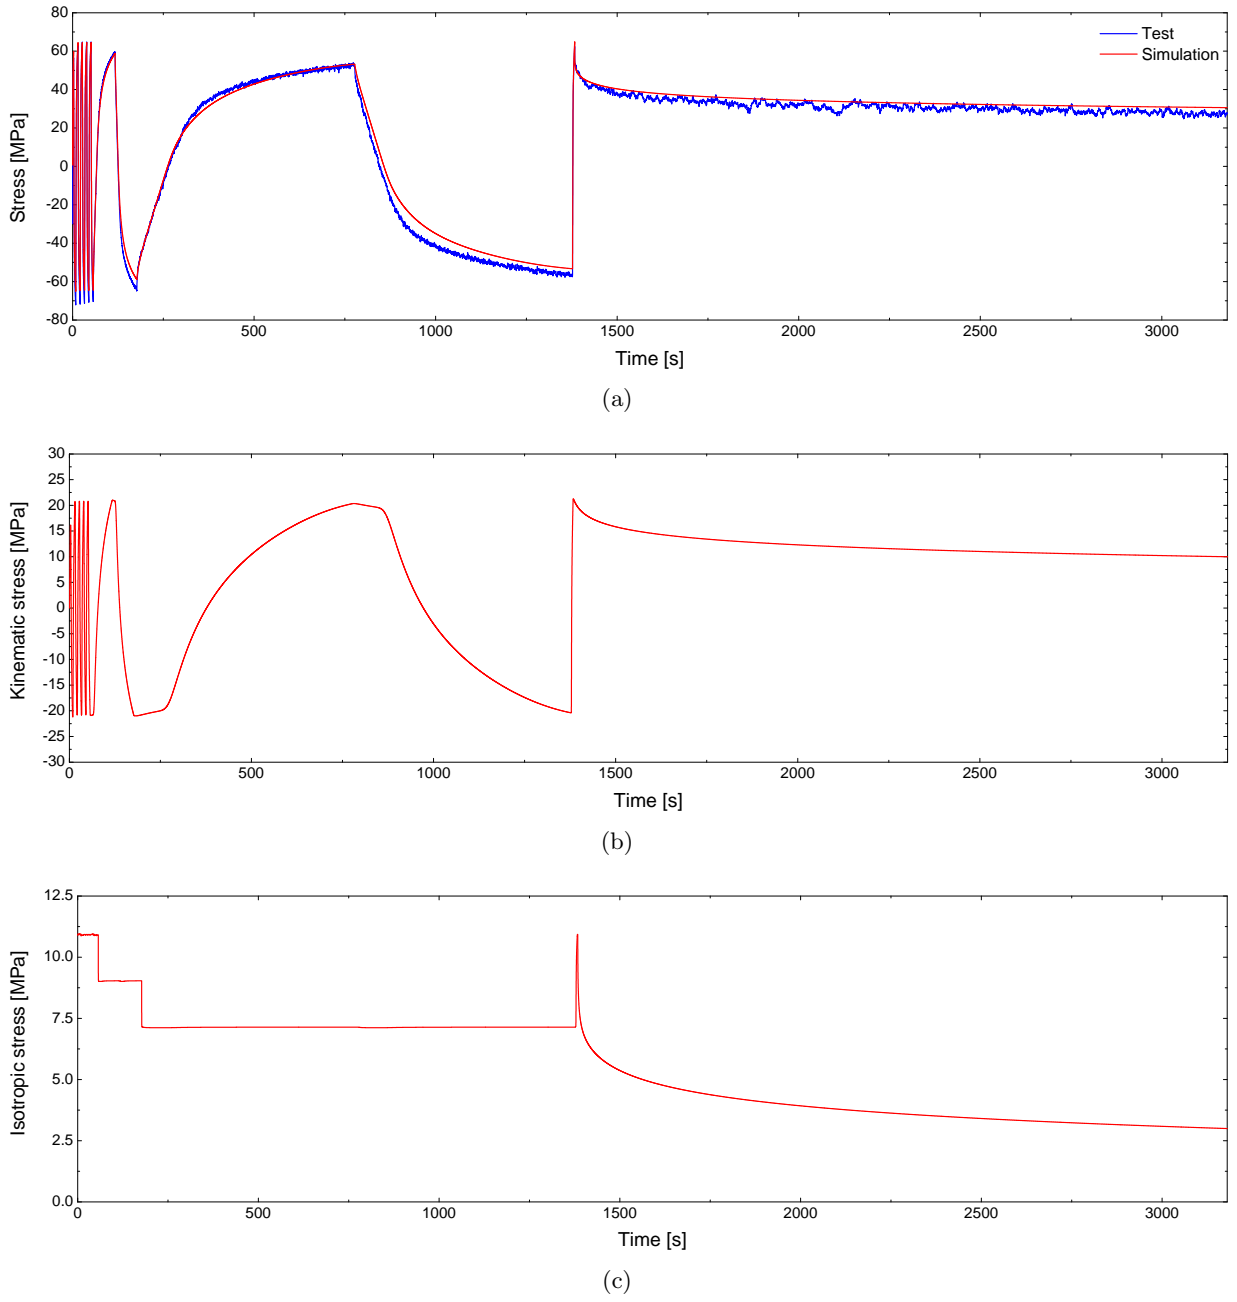 80
60
40
20
0
-20
-40
-60
-80
Stress [MPa]
Test
Simulation
0 500 1000 1500 2000 2500 3000
Time [s]
(a)
30
25
20
15
10
5
0
-5
-10
-15
-20
-25
-30
Kinematic stress [MPa]
0 500 1000 1500 2000 2500 3000
Time [s]
(b)
12.5
10.0
7.5
5.0
2.5
0.0
Isotropic stress [MPa]
0 500 1000 1500 2000 2500 3000
Time [s]
(c)